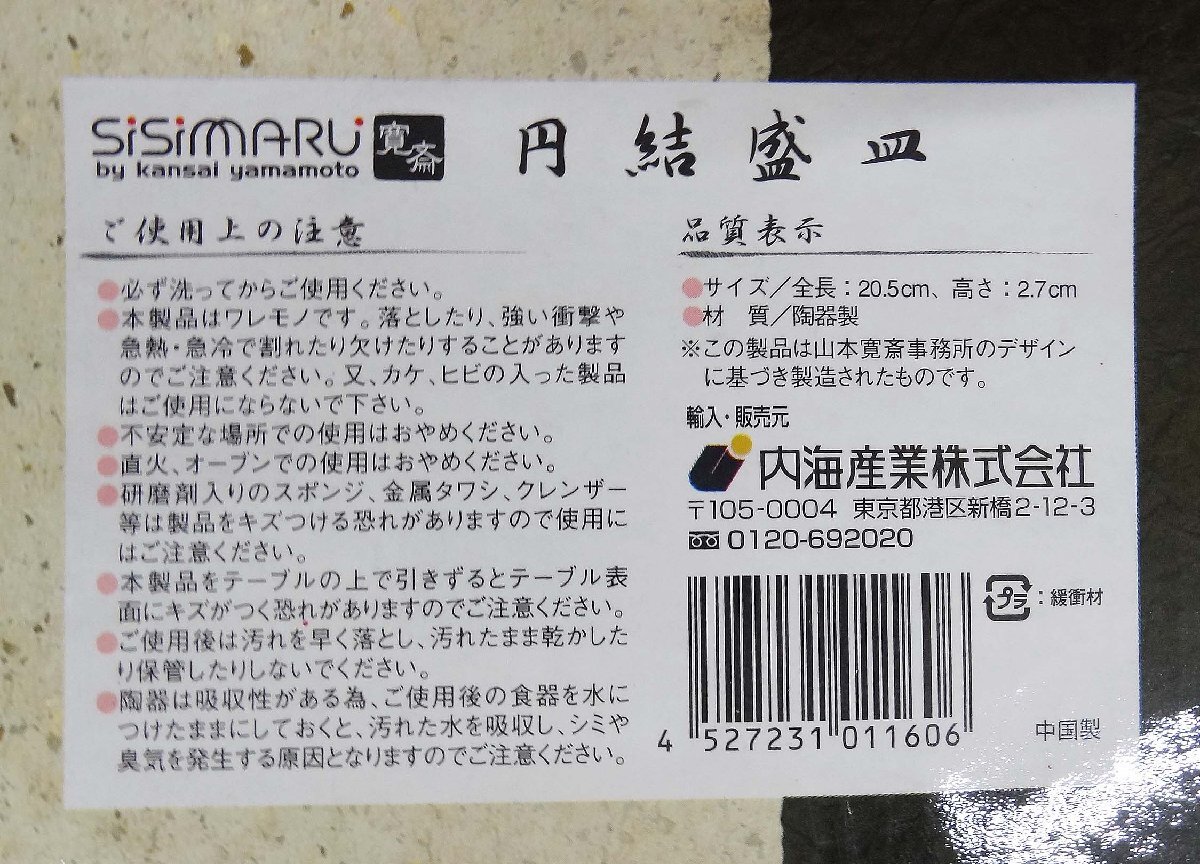 SiSiMARU
by kansai yamamoto
寛斎
円結盛皿
ご使用上の注意
●必ず洗ってからご使用ください。
●本製品はワレモノです。落としたり、強い衝撃や
急熱・急冷で割れたり欠けたりすることがあります
のでご注意ください。又、カケ、ヒビの入った製品
はご使用にならないで下さい。
●不安定な場所での使用はおやめください。
●直火、オーブンでの使用はおやめください。
●研磨剤入りのスポンジ、金属タワシ、クレンザー
等は製品をキズつける恐れがありますので使用に
はご注意ください。
●本製品をテーブルの上で引きずるとテーブル表
面にキズがつく恐れがありますのでご注意ください。
●ご使用後は汚れを早く落とし、汚れたまま乾かした
り保管したりしないでください。
●陶器は吸収性がある為、ご使用後の食器を水に
つけたままにしておくと、汚れた水を吸収し、シミや
臭気を発生する原因となりますのでご注意ください。
品質表示
●サイズ／全長：20.5cm、高さ：2.7cm
●材　質／陶器製
※この製品は山本寛斎事務所のデザイン
に基づき製造されたものです。
輸入・販売元
内海産業株式会社
〒105-0004 東京都港区新橋2-12-3
0120-692020
プラ：緩衝材
4 527231 011606
中国製